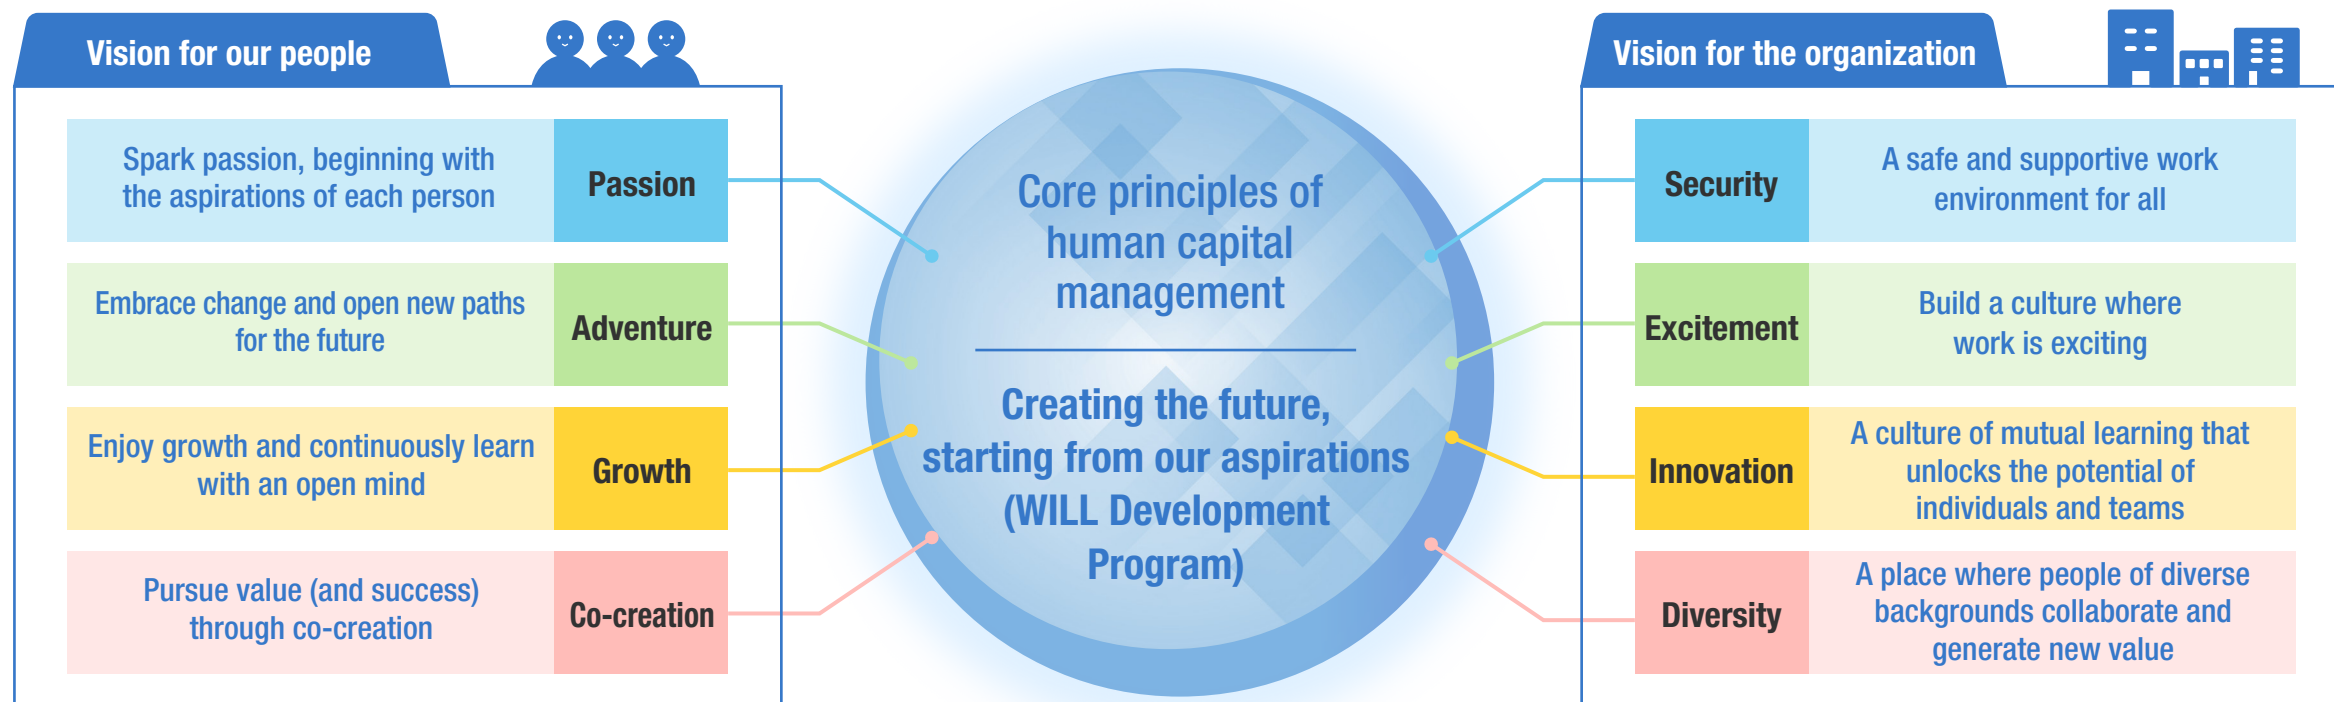 Vision for our people
Spark passion, beginning with
the aspirations of each person
Passion
Embrace change and open new paths
for the future
Adventure
Enjoy growth and continuously learn
with an open mind
Growth
Pursue value (and success)
through co-creation
Co-creation
Core principles of
human capital
management
Creating the future,
starting from our aspirations
(WILL Development
Program)
Vision for the organization
Security
A safe and supportive work
environment for all
Excitement
Build a culture where
work is exciting
Innovation
A culture of mutual learning that
unlocks the potential of
individuals and teams
Diversity
A place where people of diverse
backgrounds collaborate and
generate new value